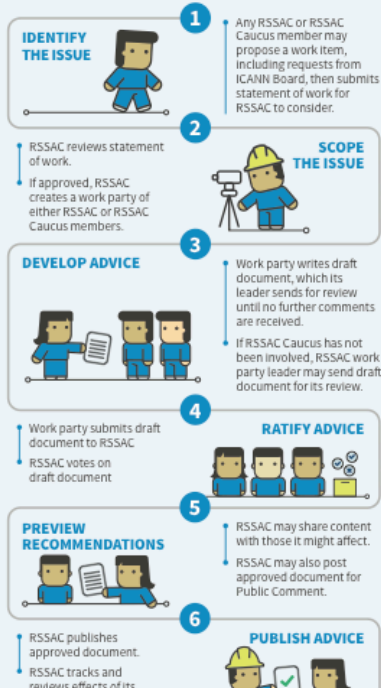 1
IDENTIFY
THE ISSUE
Any RSSAC or RSSAC
Caucus member may
propose a work item,
including requests from
ICANN Board, then submits
statement of work for
RSSAC to consider.
2
RSSAC reviews statement
of work.
If approved, RSSAC
creates a work party of
either RSSAC or RSSAC
Caucus members.
SCOPE
THE ISSUE
3
DEVELOP ADVICE
Work party writes draft
document, which its
leader sends for review
until no further comments
are received.
If RSSAC Caucus has not
been involved, RSSAC work
party leader may send draft
document for its review.
4
Work party submits draft
document to RSSAC
RSSAC votes on
draft document
RATIFY ADVICE
5
PREVIEW
RECOMMENDATIONS
RSSAC may share content
with those it might affect.
RSSAC may also post
approved document for
Public Comment.
6
RSSAC publishes
approved document.
RSSAC tracks and
reviews effects of its
PUBLISH ADVICE